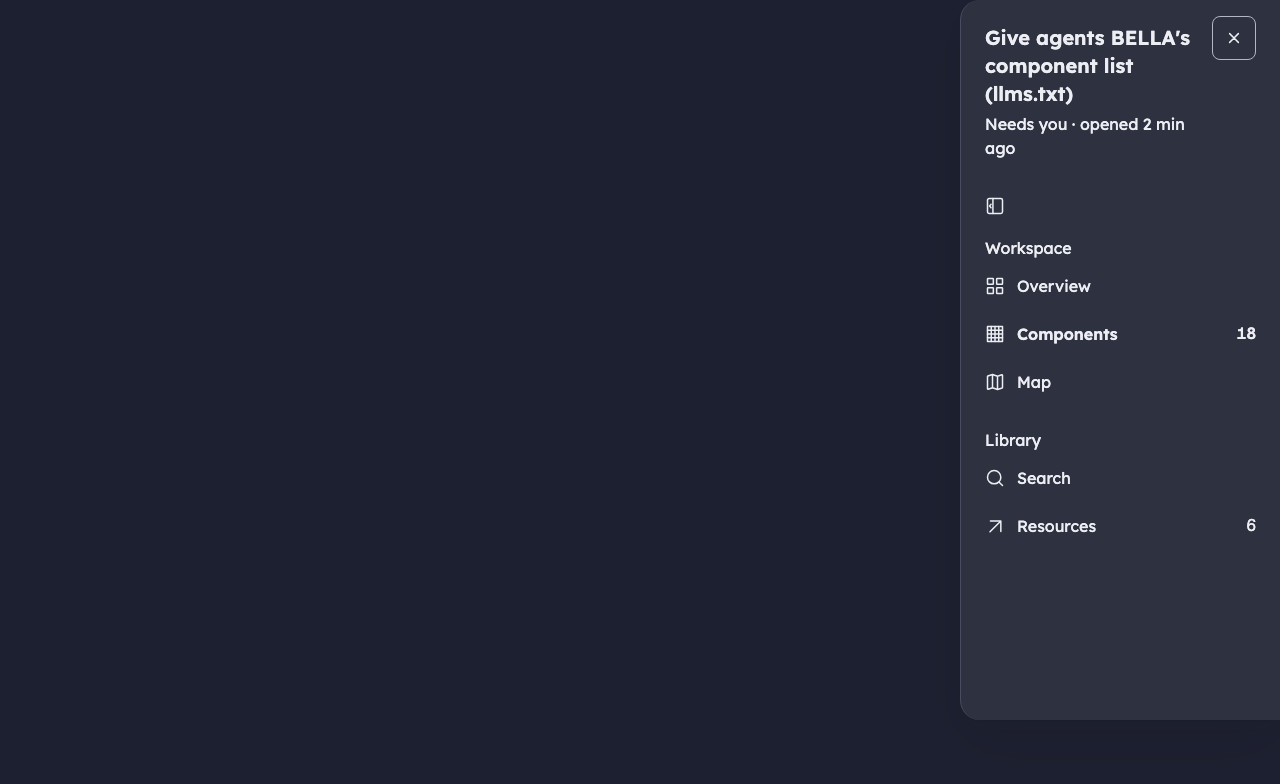 Give agents BELLA's
component list
(llms.txt)
Needs you · opened 2 min
ago
Workspace
Overview
Components 18
Map
Library
Search
Resources 6